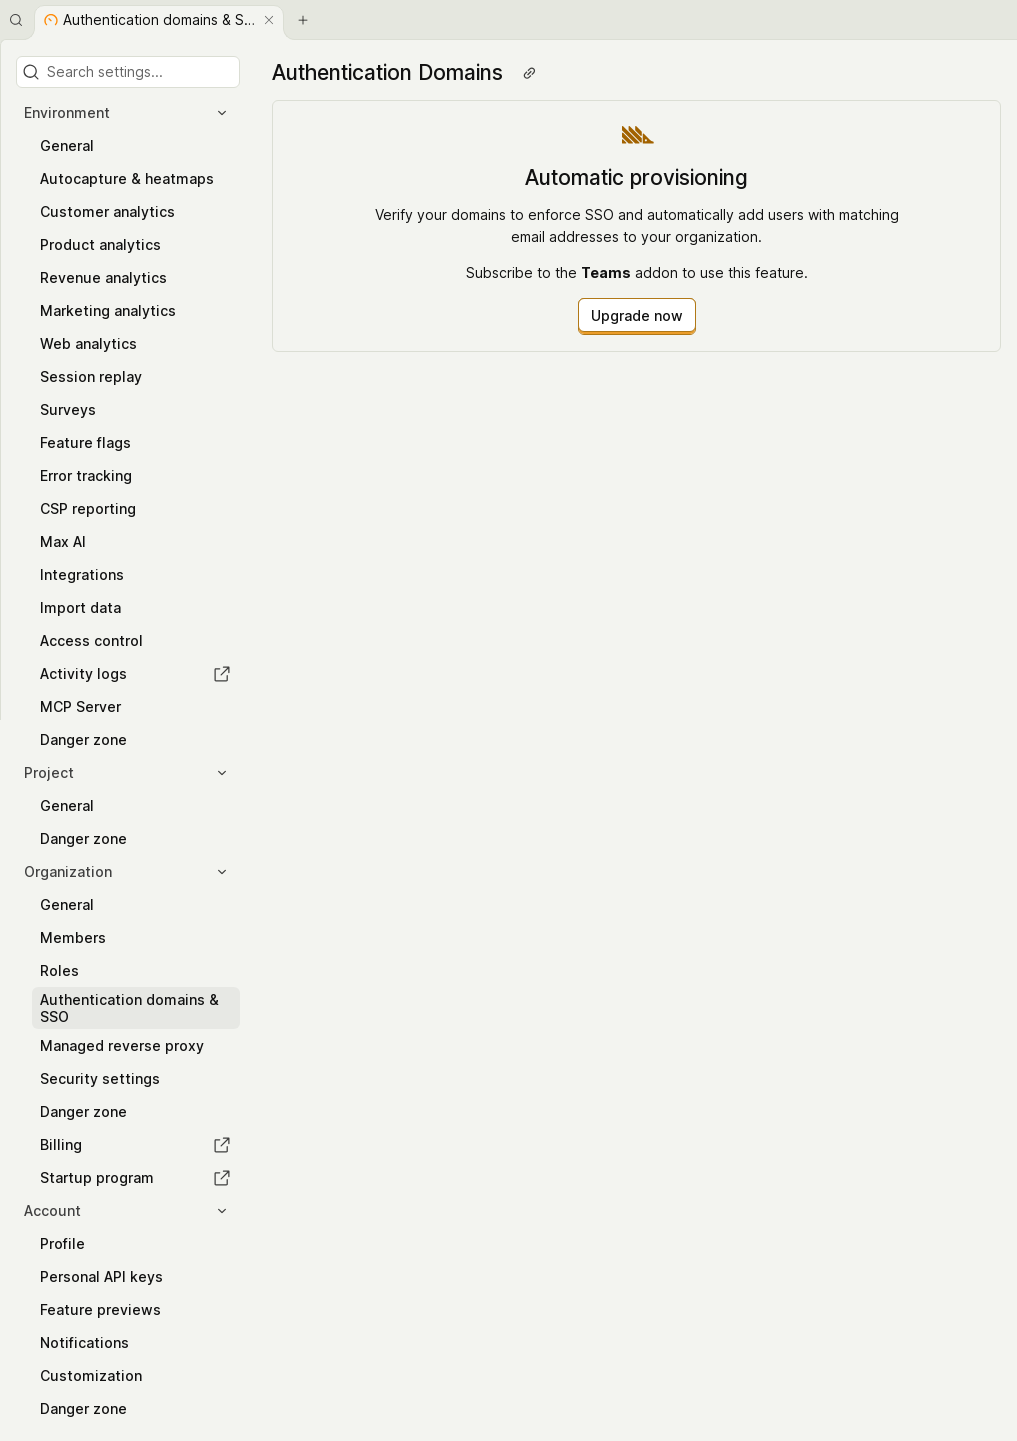 Authentication domains & S...
Search settings...
Environment
General
Autocapture & heatmaps
Customer analytics
Product analytics
Revenue analytics
Marketing analytics
Web analytics
Session replay
Surveys
Feature flags
Error tracking
CSP reporting
Max AI
Integrations
Import data
Access control
Activity logs
MCP Server
Danger zone
Project
General
Danger zone
Organization
General
Members
Roles
Authentication domains &
SSO
Managed reverse proxy
Security settings
Danger zone
Billing
Startup program
Account
Profile
Personal API keys
Feature previews
Notifications
Customization
Danger zone
Authentication Domains
Automatic provisioning
Verify your domains to enforce SSO and automatically add users with matching
email addresses to your organization.
Subscribe to the Teams addon to use this feature.
Upgrade now